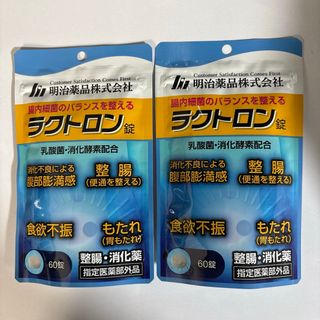 Customer Satisfaction Comes First
明治薬品株式会社
腸内細菌のバランスを整える
ラクトロン錠
乳酸菌・消化酵素配合
消化不良による
腹部膨満感
整腸
(便通を整える)
食欲不振
もたれ
(胃もたれ)
60錠
整腸・消化薬
指定医薬部外品
Customer Satisfaction Comes First
明治薬品株式会社
腸内細菌のバランスを整える
ラクトロン錠
乳酸菌・消化酵素配合
消化不良による
腹部膨満感
整腸
(便通を整える)
食欲不振
もたれ
(胃もたれ)
60錠
整腸・消化薬
指定医薬部外品